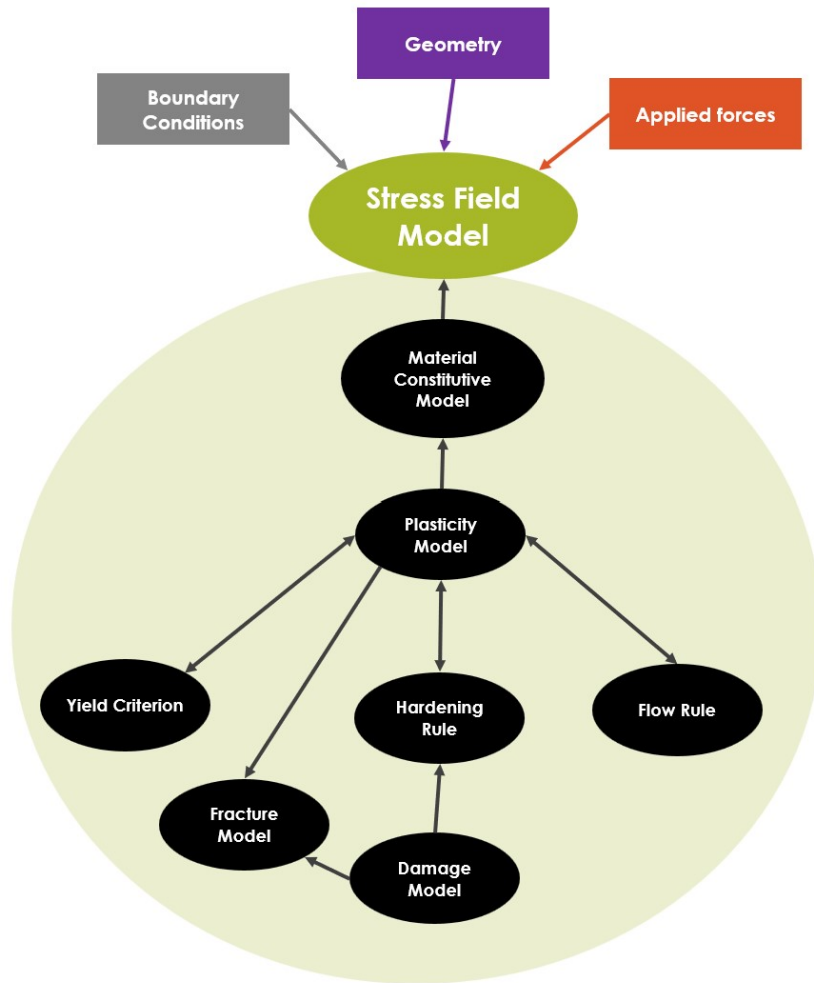 Geometry
Boundary
Conditions
Applied forces
Stress Field
Model
Material
Constitutive
Model
Plasticity
Model
Yield Criterion
Hardening
Rule
Flow Rule
Fracture
Model
Damage
Model